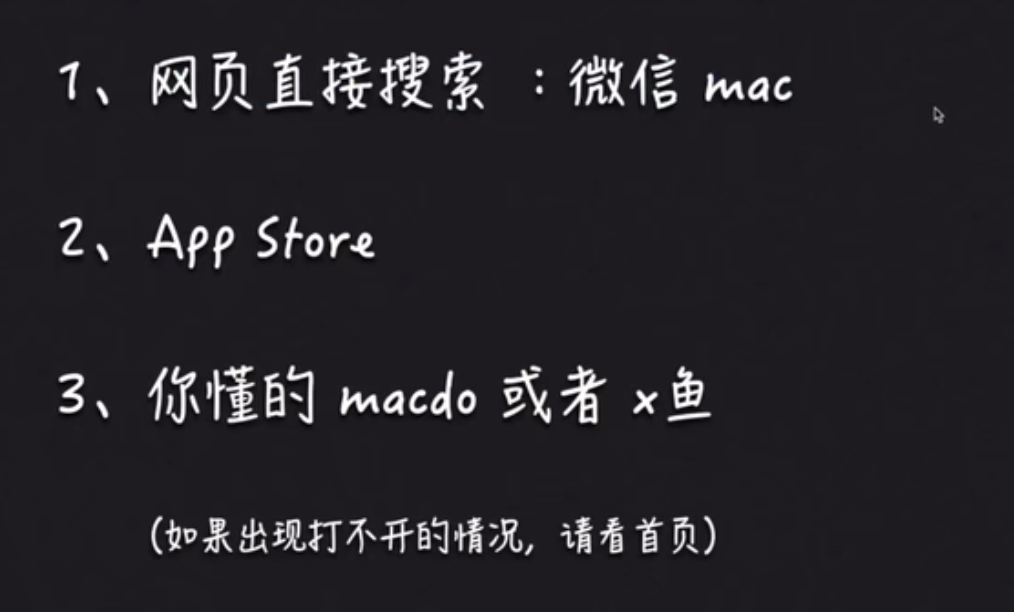 1、网页直接搜索 ：微信 mac
2、App Store
3、你懂的 macdo 或者 x鱼
(如果出现打不开的情况, 请看首页)